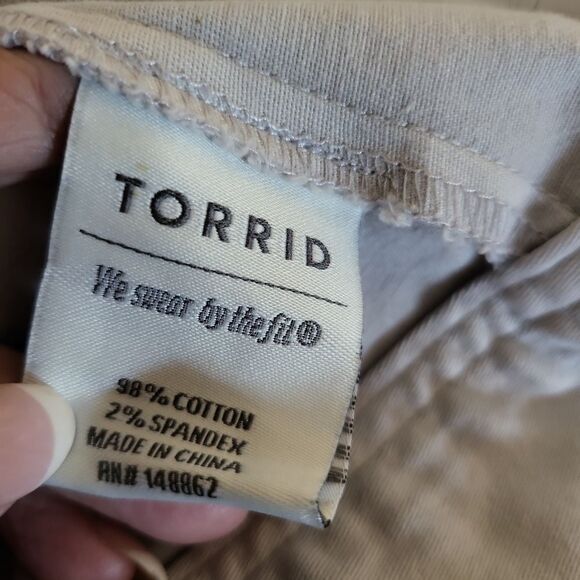 TORRID
We swear by the fit®
98% COTTON
2% SPANDEX
MADE IN CHINA
RN# 148862